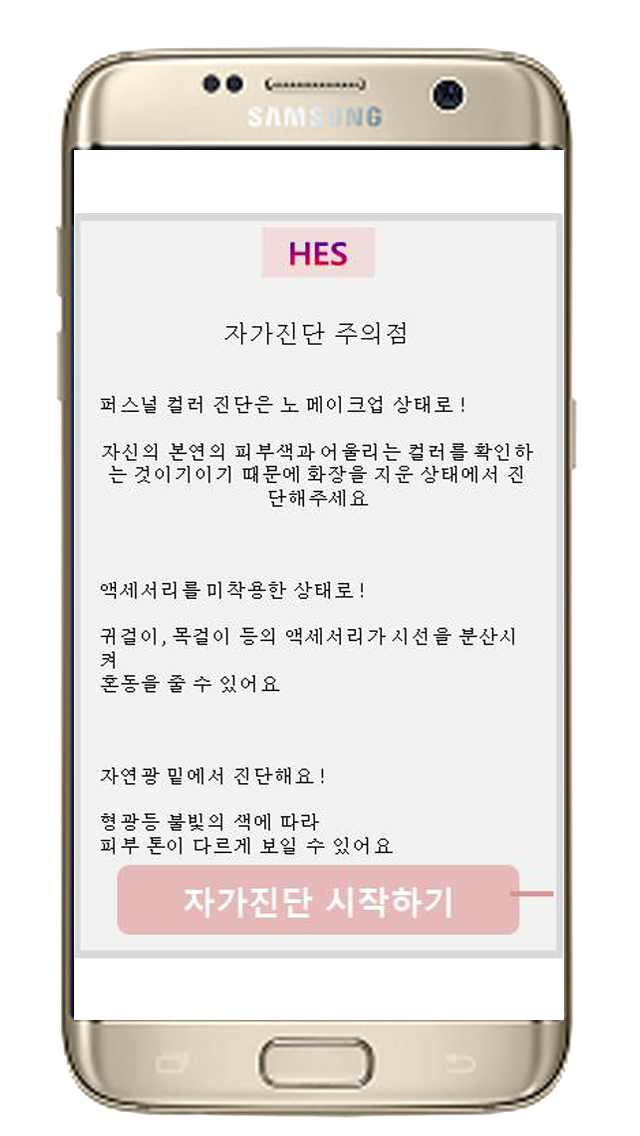 SAMSUNG
HES
자가진단 주의점
퍼스널 컬러 진단은 노 메이크업 상태로 !
자신의 본연의 피부색과 어울리는 컬러를 확인하
는 것이기이기 때문에 화장을 지운 상태에서 진
단해주세요
액세서리를 미착용한 상태로 !
귀걸이, 목걸이 등의 액세서리가 시선을 분산시
켜
혼동을 줄 수 있어요
자연광 밑에서 진단해요 !
형광등 불빛의 색에 따라
피부 톤이 다르게 보일 수 있어요
자가진단 시작하기